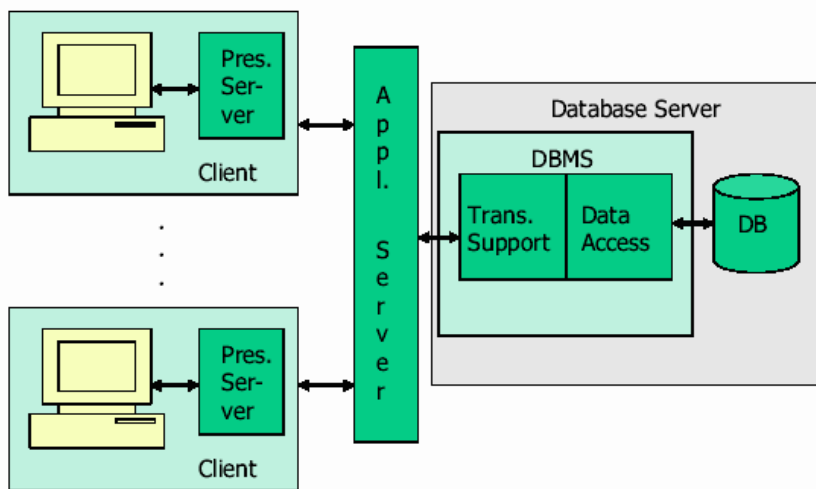 Pres.
Ser-
ver
Client
.
.
.
Pres.
Ser-
ver
Client
A
p
p
l.
S
e
r
v
e
r
Database Server
DBMS
Trans.
Support
Data
Access
DB